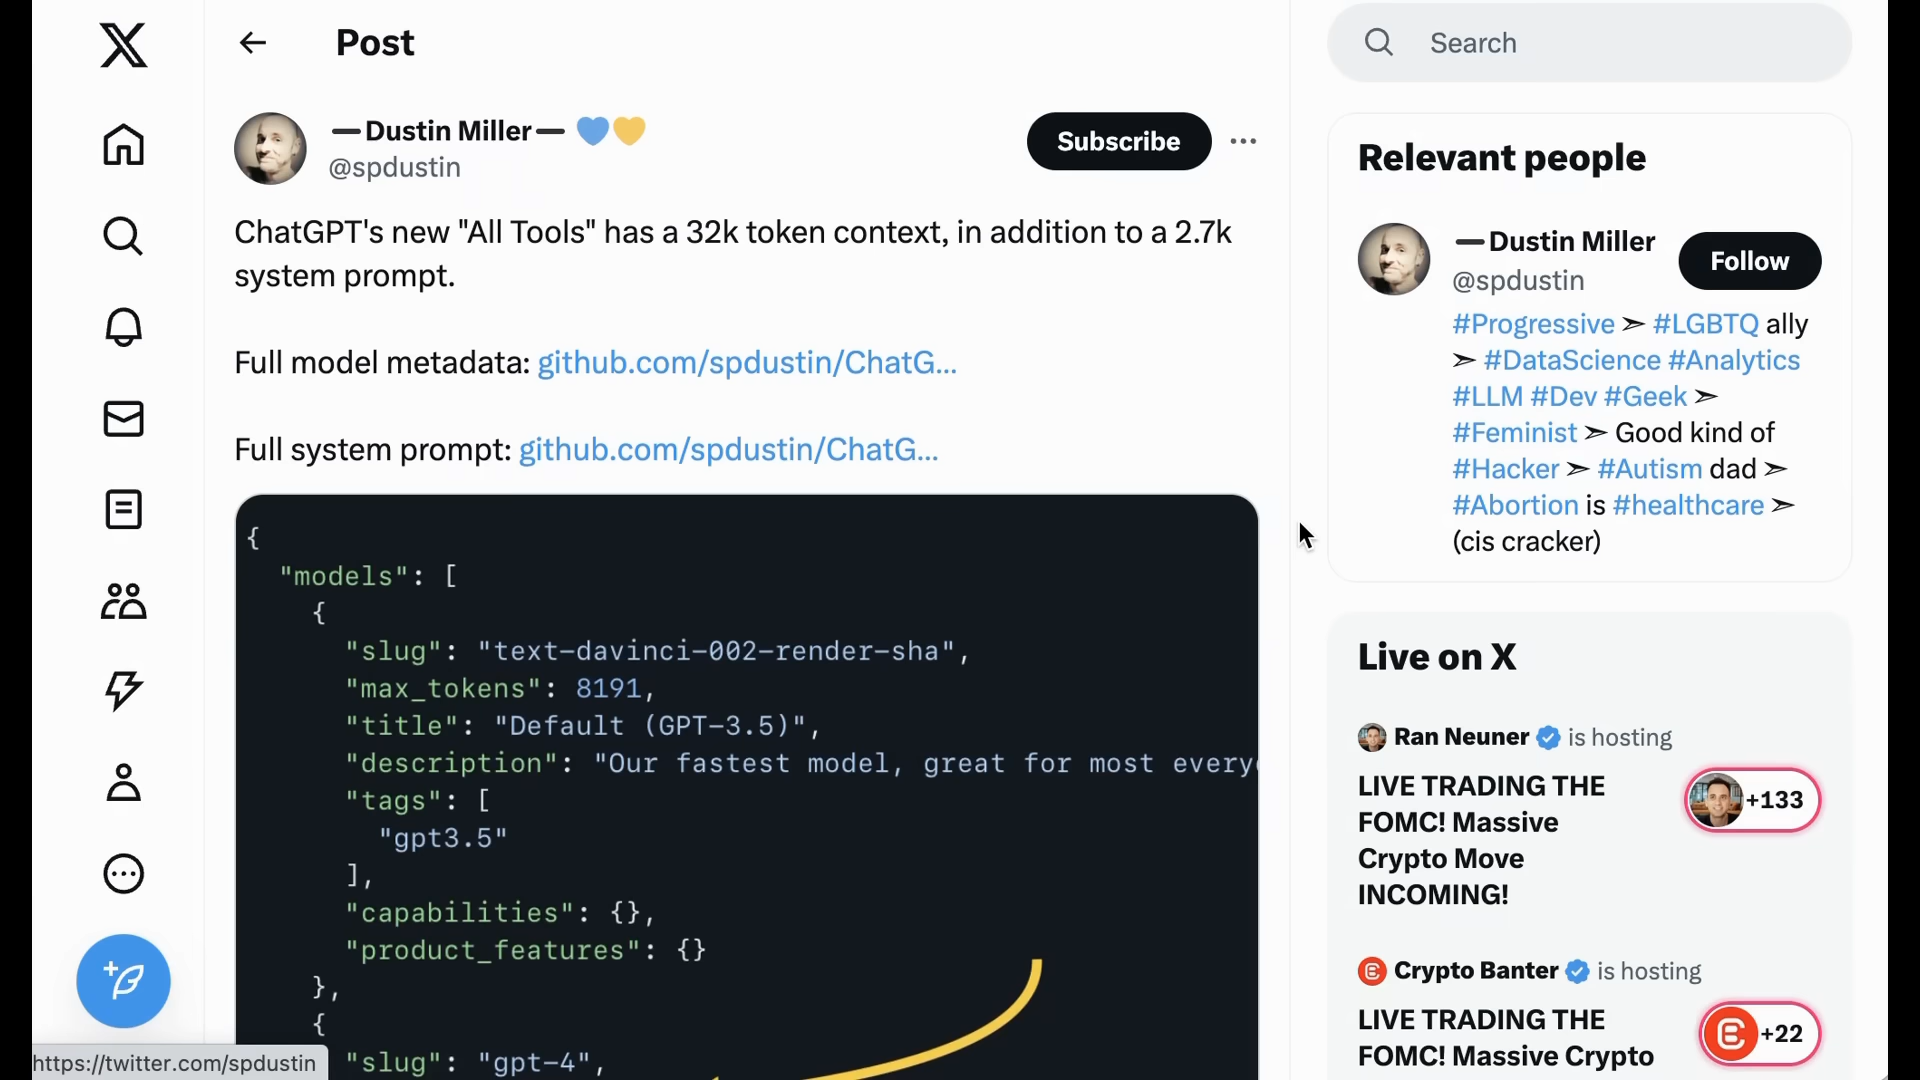 Post
Search
—Dustin Miller— 💙💛
@spdustin
Subscribe
ChatGPT's new "All Tools" has a 32k token context, in addition to a 2.7k
system prompt.
Full model metadata: github.com/spdustin/ChatG...
Full system prompt: github.com/spdustin/ChatG...
{
"models": [
{
"slug": "text-davinci-002-render-sha",
"max_tokens": 8191,
"title": "Default (GPT-3.5)",
"description": "Our fastest model, great for most every
"tags": [
"gpt3.5"
],
"capabilities": {},
"product_features": {}
},
{
"slug": "gpt-4",
https://twitter.com/spdustin
Relevant people
—Dustin Miller
@spdustin
Follow
#Progressive ➣ #LGBTQ ally
➣ #DataScience #Analytics
#LLM #Dev #Geek ➣
#Feminist ➣ Good kind of
#Hacker ➣ #Autism dad ➣
#Abortion is #healthcare ➣
(cis cracker)
Live on X
Ran Neuner is hosting
LIVE TRADING THE
FOMC! Massive
Crypto Move
INCOMING!
+133
Crypto Banter is hosting
LIVE TRADING THE
FOMC! Massive Crypto
+22